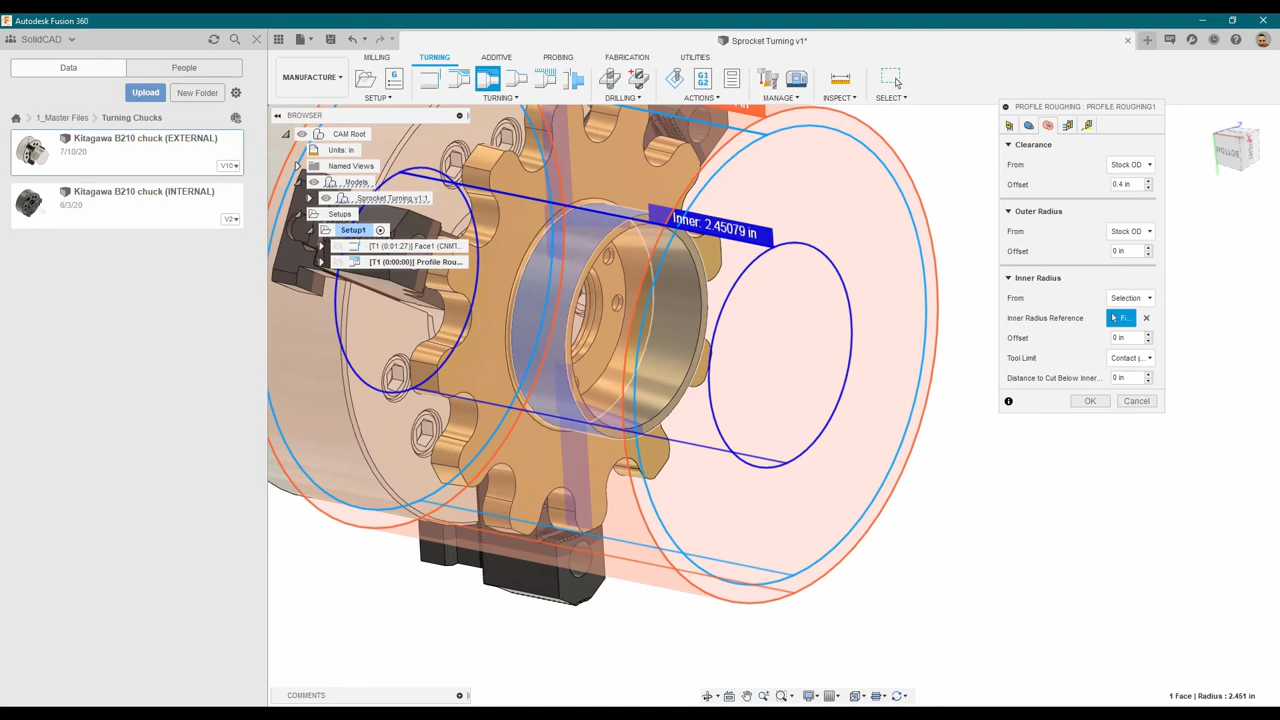 Autodesk Fusion 360
SolidCAD
Data
People
Upload
New Folder
1_Master Files
Turning Chucks
Kitagawa B210 chuck (EXTERNAL)
7/10/20
V10
Kitagawa B210 chuck (INTERNAL)
6/3/20
V2
Sprocket Turning v1*
MILLING
TURNING
ADDITIVE
PROBING
FABRICATION
UTILITIES
MANUFACTURE
G
G1
G2
SETUP
TURNING
DRILLING
ACTIONS
MANAGE
INSPECT
SELECT
BROWSER
CAM Root
Units: in
Named Views
Models
Sprocket Turning v1:1
Setups
Setup1
[T1 (0:01:27)] Face1 (CNMT...
[T1 (0:00:00)] Profile Rou...
in
Inner: 2.45079 in
BOTTOM
PROFILE ROUGHING : PROFILE ROUGHING1
Clearance
From
Stock OD
Offset
0.4 in
Outer Radius
From
Stock OD
Offset
0 in
Inner Radius
From
Selection
Inner Radius Reference
Fi...
Offset
0 in
Tool Limit
Contact p...
Distance to Cut Below Inner...
0 in
OK
Cancel
COMMENTS
1 Face | Radius : 2.451 in